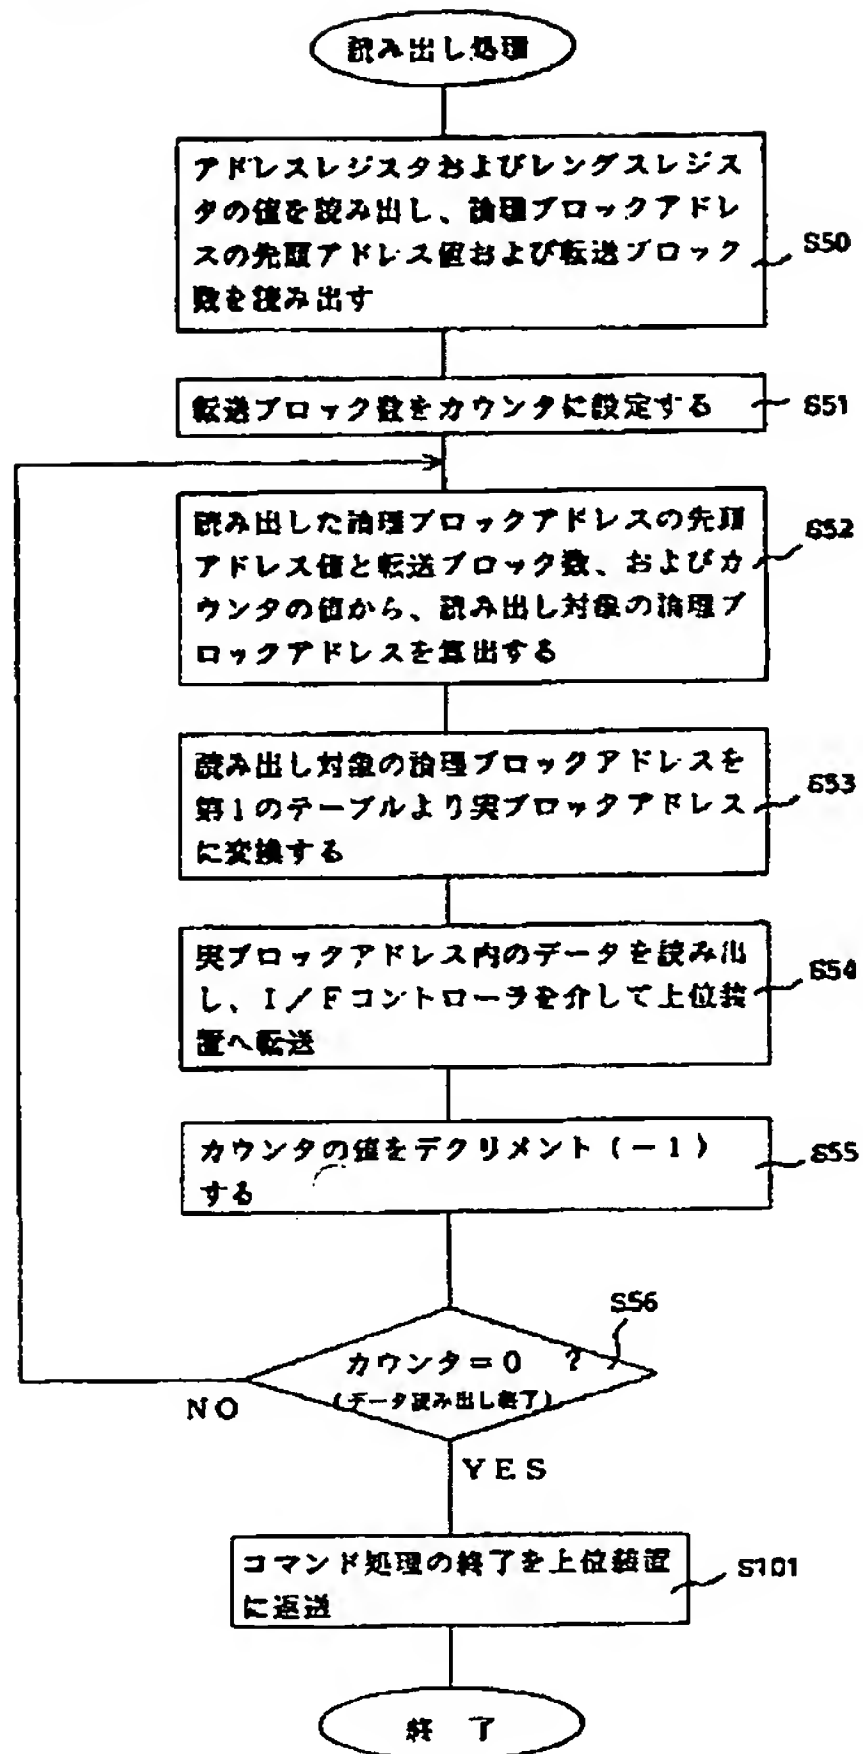 読み出し処理
アドレスレジスタおよびレングスレジス
タの値を読み出し、論理ブロックアドレ
スの先頭アドレス値および転送ブロック
数を読み出す
S50
転送ブロック数をカウンタに設定する
S51
読み出した論理ブロックアドレスの先頭
アドレス値と転送ブロック数、およびカ
ウンタの値から、読み出し対象の論理ブ
ロックアドレスを算出する
S52
読み出し対象の論理ブロックアドレスを
第1のテーブルより実ブロックアドレス
に変換する
S53
実ブロックアドレス内のデータを読み出
し、I/Fコントローラを介して上位装
置へ転送
S54
カウンタの値をデクリメント(-1)
する
S55
S56
カウンタ=0 ?
(データ読み出し終了)
NO
YES
コマンド処理の終了を上位装置
に返送
S101
終 了